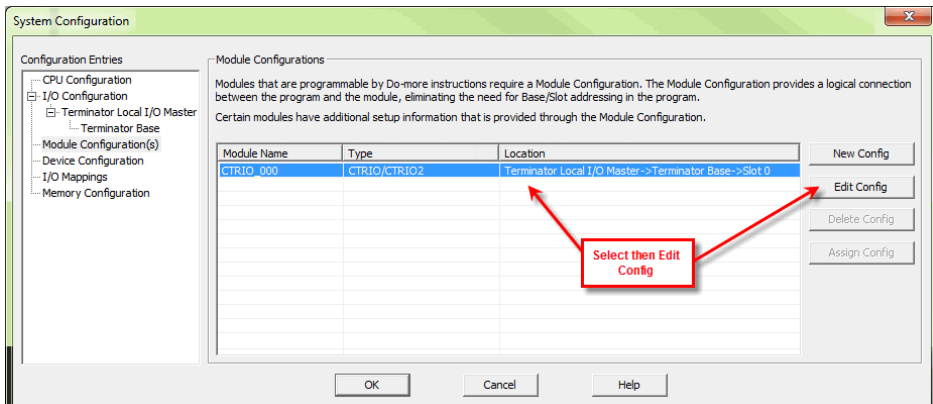 System Configuration
Configuration Entries
CPU Configuration
I/O Configuration
Terminator Local I/O Master
Terminator Base
Module Configuration(s)
Device Configuration
I/O Mappings
Memory Configuration
Module Configurations
Modules that are programmable by Do-more instructions require a Module Configuration. The Module Configuration provides a logical connection
between the program and the module, eliminating the need for Base/Slot addressing in the program.
Certain modules have additional setup information that is provided through the Module Configuration.
Module Name Type Location
CTRIO_000 CTRIO/CTRIO2 Terminator Local I/O Master->Terminator Base->Slot 0
New Config
Edit Config
Delete Config
Assign Config
Select then Edit
Config
OK Cancel Help